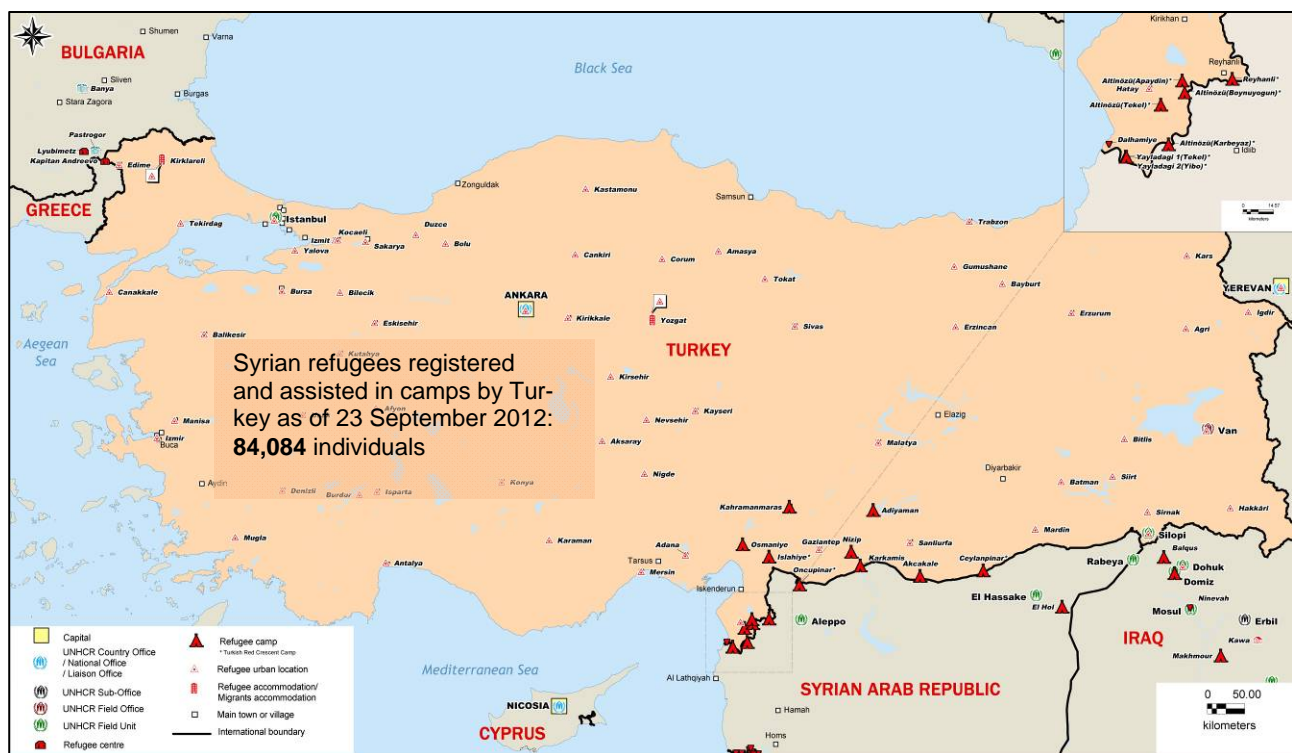 BULGARIA
Shumen
Varna
Sliven
Banya
Stara Zagora
Burgas
Pastrogor
Lyubimetz
Kapitan Andreevo
Edirne
Kirklareli
GREECE
Black Sea
Zonguldak
Kastamonu
Samsun
Trabzon
Tekirdag
Istanbul
Kocaeli
Izmit
Sakarya
Duzce
Bolu
Yalova
Cankiri
Corum
Amasya
Tokat
Gumushane
Bayburt
Kars
YEREVAN
Canakkale
Bursa
Bilecik
ANKARA
Kirikkale
Yozgat
Sivas
Erzincan
Erzurum
Agri
Igdir
Aegean
Sea
Balikesir
Eskisehir
Kutahya
TURKEY
Syrian refugees registered
and assisted in camps by Tur-
key as of 23 September 2012:
84,084 individuals
Kirsehir
Kayseri
Nevsehir
Elazig
Manisa
Afyon
Izmir
Buca
Aksaray
Malatya
Bitlis
Van
Aydin
Denizli
Burdur
Isparta
Konya
Nigde
Diyarbakir
Batman
Siirt
Kahramanmaras
Adiyaman
Sirnak
Hakkâri
Mugla
Karaman
Adana
Osmaniye
Gaziantep
Nizip
Sanliurfa
Mardin
Silopi
Antalya
Tarsus
Mersin
Islahiye*
Oncupinar*
Karkamis
Akcakale
Ceylanpinar*
Rabeya
Balqus
Dohuk
Domiz
Iskenderun
Aleppo
El Hassake
El Hol
Mosul
Ninevah
Erbil
IRAQ
Kawa
Makhmour
Mediterranean Sea
Al Lathqiyah
SYRIAN ARAB REPUBLIC
NICOSIA
CYPRUS
Hamah
Homs
Kirikhan
Reyhanli
Altinözü(Apaydin)*
Reyhanli*
Hatay
Altinözü(Boynuyogun)*
Altinözü(Tekel)*
Dalhamiye
Altinözü(Karbeyaz)*
Idlib
Yayladagi 1(Tekel)*
Yayladagi 2(Yibo)*
0 14.57
kilometers
Capital
UNHCR Country Office
/ National Office
/ Liaison Office
UNHCR Sub-Office
UNHCR Field Office
UNHCR Field Unit
Refugee centre
Refugee camp
* Turkish Red Crescent Camp
Refugee urban location
Refugee accommodation/
Migrants accommodation
Main town or village
International boundary
0 50.00
kilometers